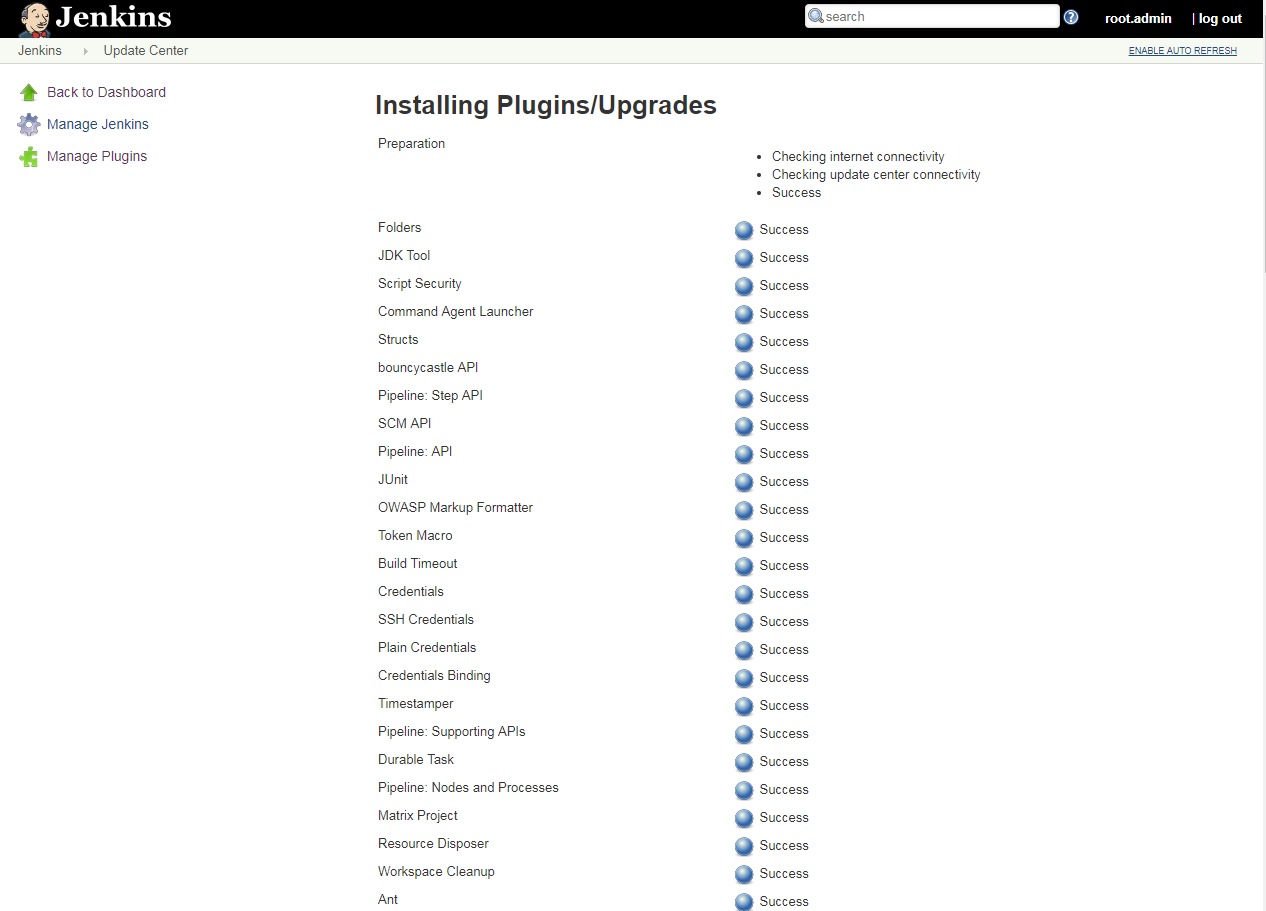 Jenkins
search
?
root.admin
| log out
Jenkins
Update Center
ENABLE AUTO REFRESH
Back to Dashboard
Manage Jenkins
Manage Plugins
Installing Plugins/Upgrades
Preparation
• Checking internet connectivity
• Checking update center connectivity
• Success
Folders Success
JDK Tool Success
Script Security Success
Command Agent Launcher Success
Structs Success
bouncycastle API Success
Pipeline: Step API Success
SCM API Success
Pipeline: API Success
JUnit Success
OWASP Markup Formatter Success
Token Macro Success
Build Timeout Success
Credentials Success
SSH Credentials Success
Plain Credentials Success
Credentials Binding Success
Timestamper Success
Pipeline: Supporting APIs Success
Durable Task Success
Pipeline: Nodes and Processes Success
Matrix Project Success
Resource Disposer Success
Workspace Cleanup Success
Ant Success